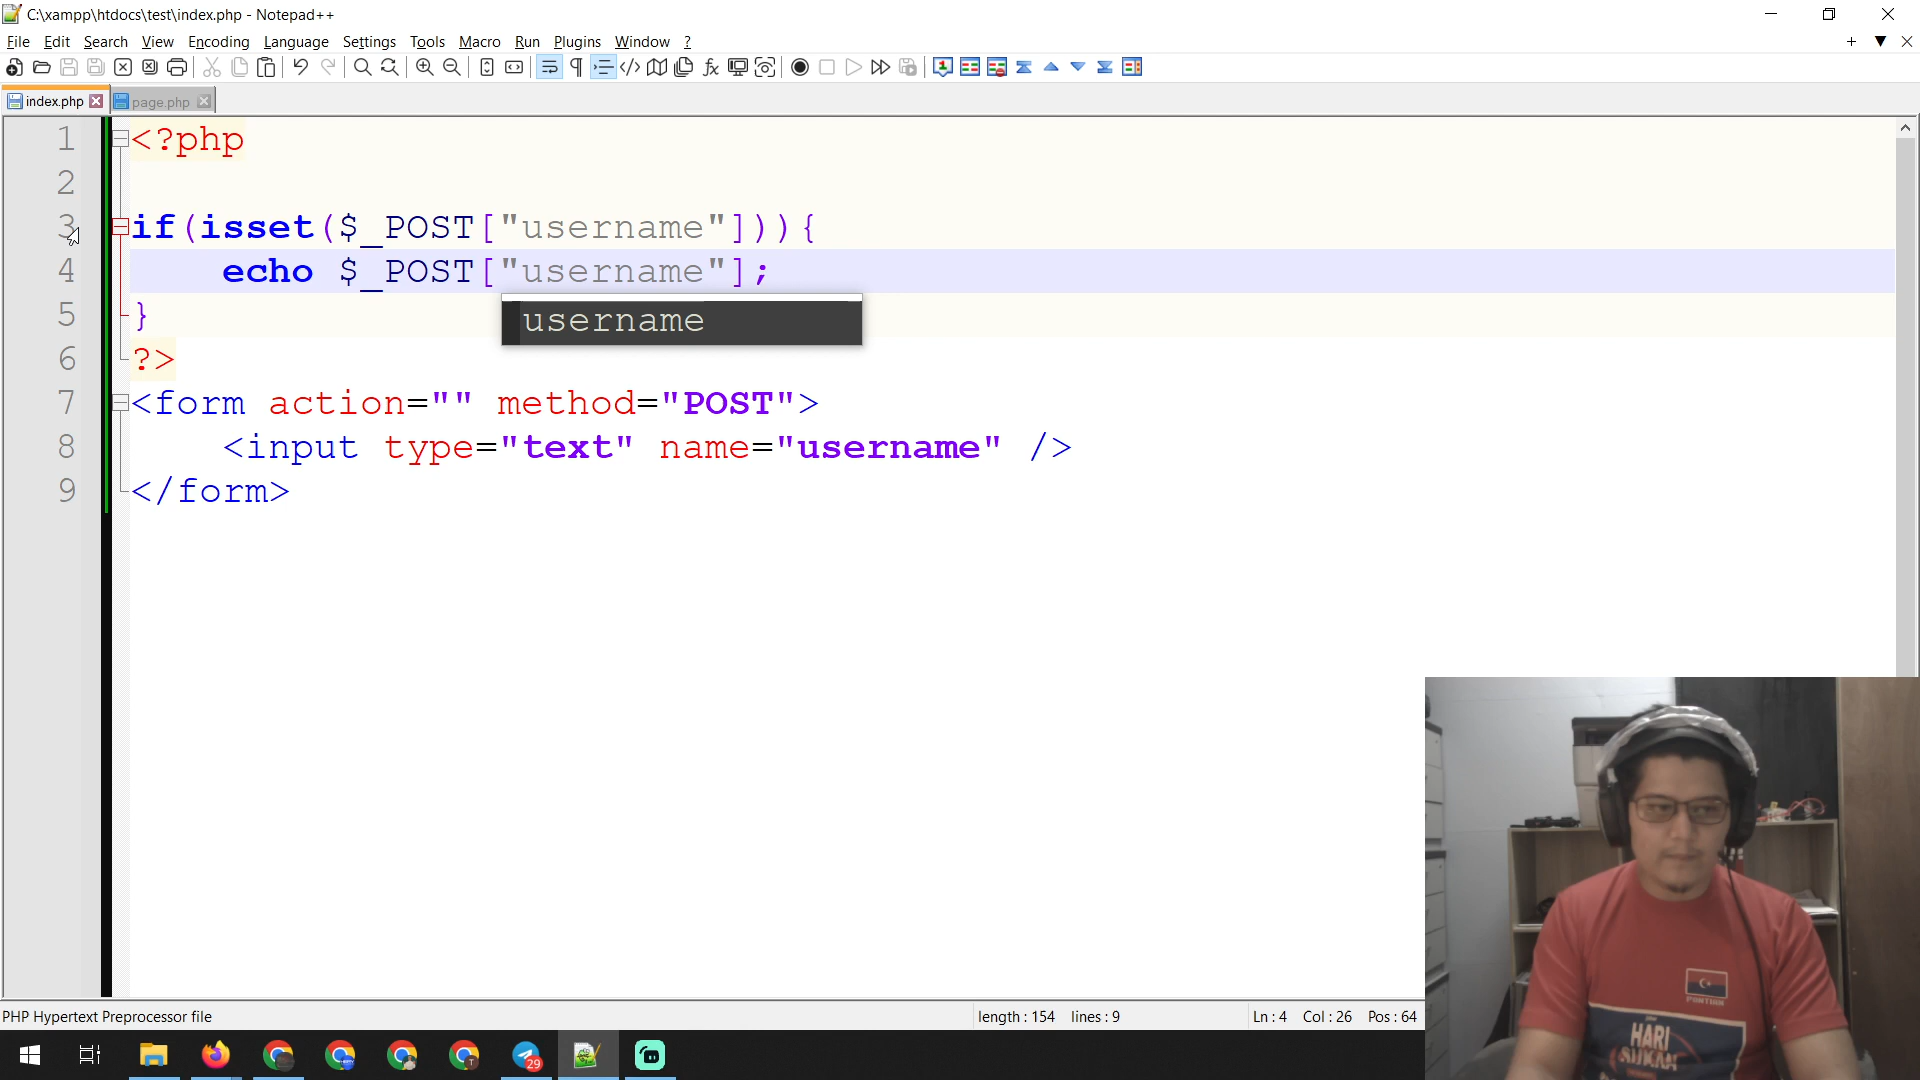 C:\xampp\htdocs\test\index.php - Notepad++
File Edit Search View Encoding Language Settings Tools Macro Run Plugins Window ?
index.php page.php
1 <?php
2
3 if(isset($_POST["username"])){
4 echo $_POST["username"];
username
5 }
6 ?>
7 <form action="" method="POST">
8 <input type="text" name="username" />
9 </form>
PONTIAN
HARI
SUKAN
PHP Hypertext Preprocessor file length : 154 lines : 9 Ln : 4 Col : 26 Pos : 64
29